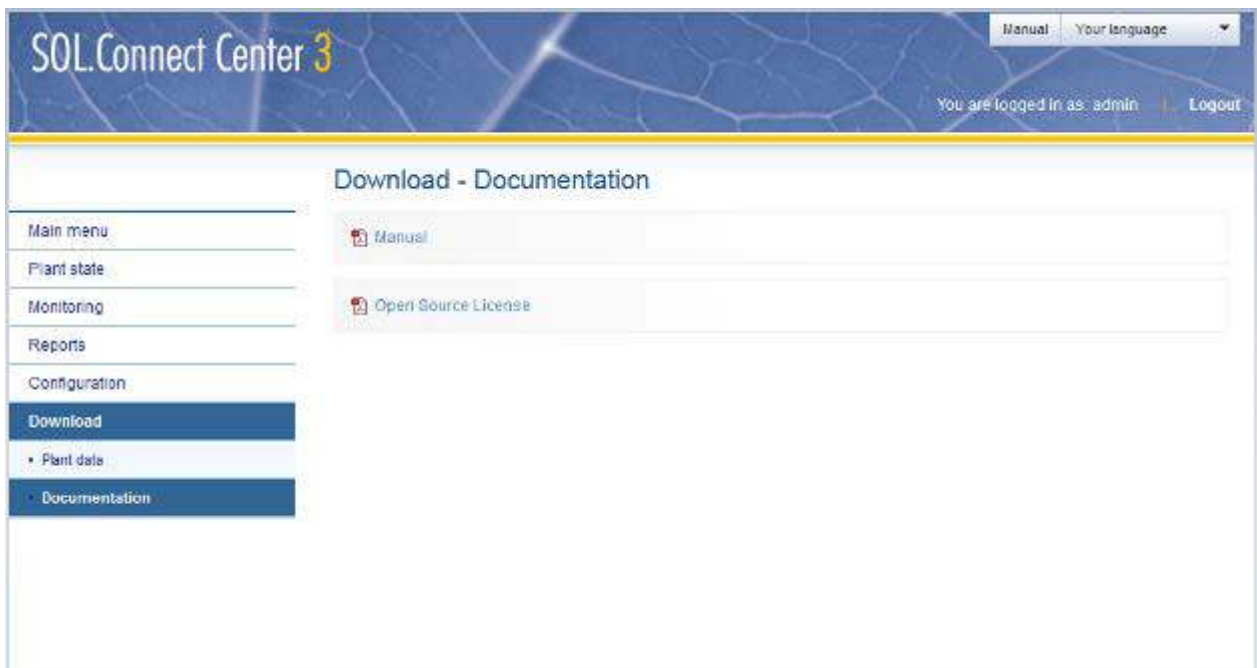 SOL.Connect Center 3
Manual Your language
You are logged in as: admin | Logout
Download - Documentation
Main menu
Plant state
Monitoring
Reports
Configuration
Download
• Plant data
• Documentation
Manual
Open Source License